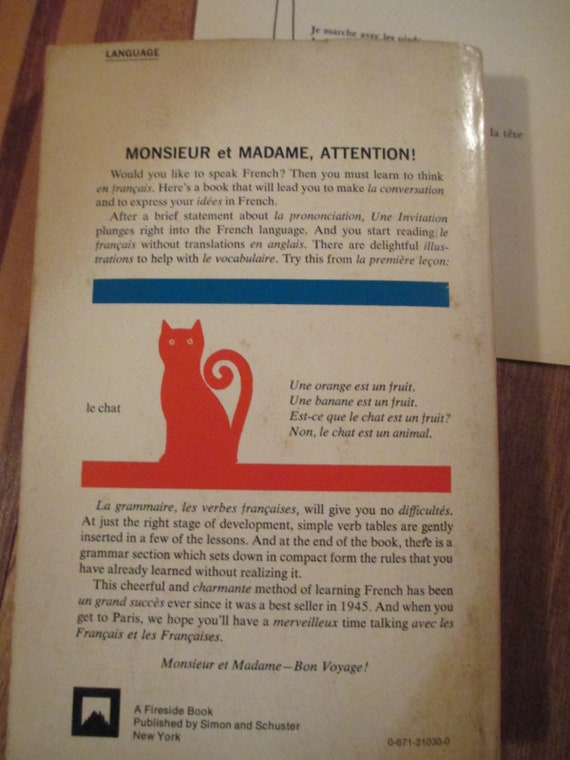 Je marche avec les pieds
la tête
LANGUAGE
MONSIEUR et MADAME, ATTENTION!
Would you like to speak French? Then you must learn to think
en français. Here's a book that will lead you to make la conversation
and to express your idées in French.
After a brief statement about la prononciation, Une Invitation
plunges right into the French language. And you start reading le
français without translations en anglais. There are delightful illus-
trations to help with le vocabulaire. Try this from la première leçon:
le chat
Une orange est un fruit.
Une banane est un fruit.
Est-ce que le chat est un fruit?
Non, le chat est un animal.
La grammaire, les verbes françaises, will give you no difficultés.
At just the right stage of development, simple verb tables are gently
inserted in a few of the lessons. And at the end of the book, there is a
grammar section which sets down in compact form the rules that you
have already learned without realizing it.
This cheerful and charmante method of learning French has been
un grand succès ever since it was a best seller in 1945. And when you
get to Paris, we hope you'll have a merveilleux time talking avec les
Français et les Françaises.
Monsieur et Madame—Bon Voyage!
A Fireside Book
Published by Simon and Schuster
New York
0-671-21030-0